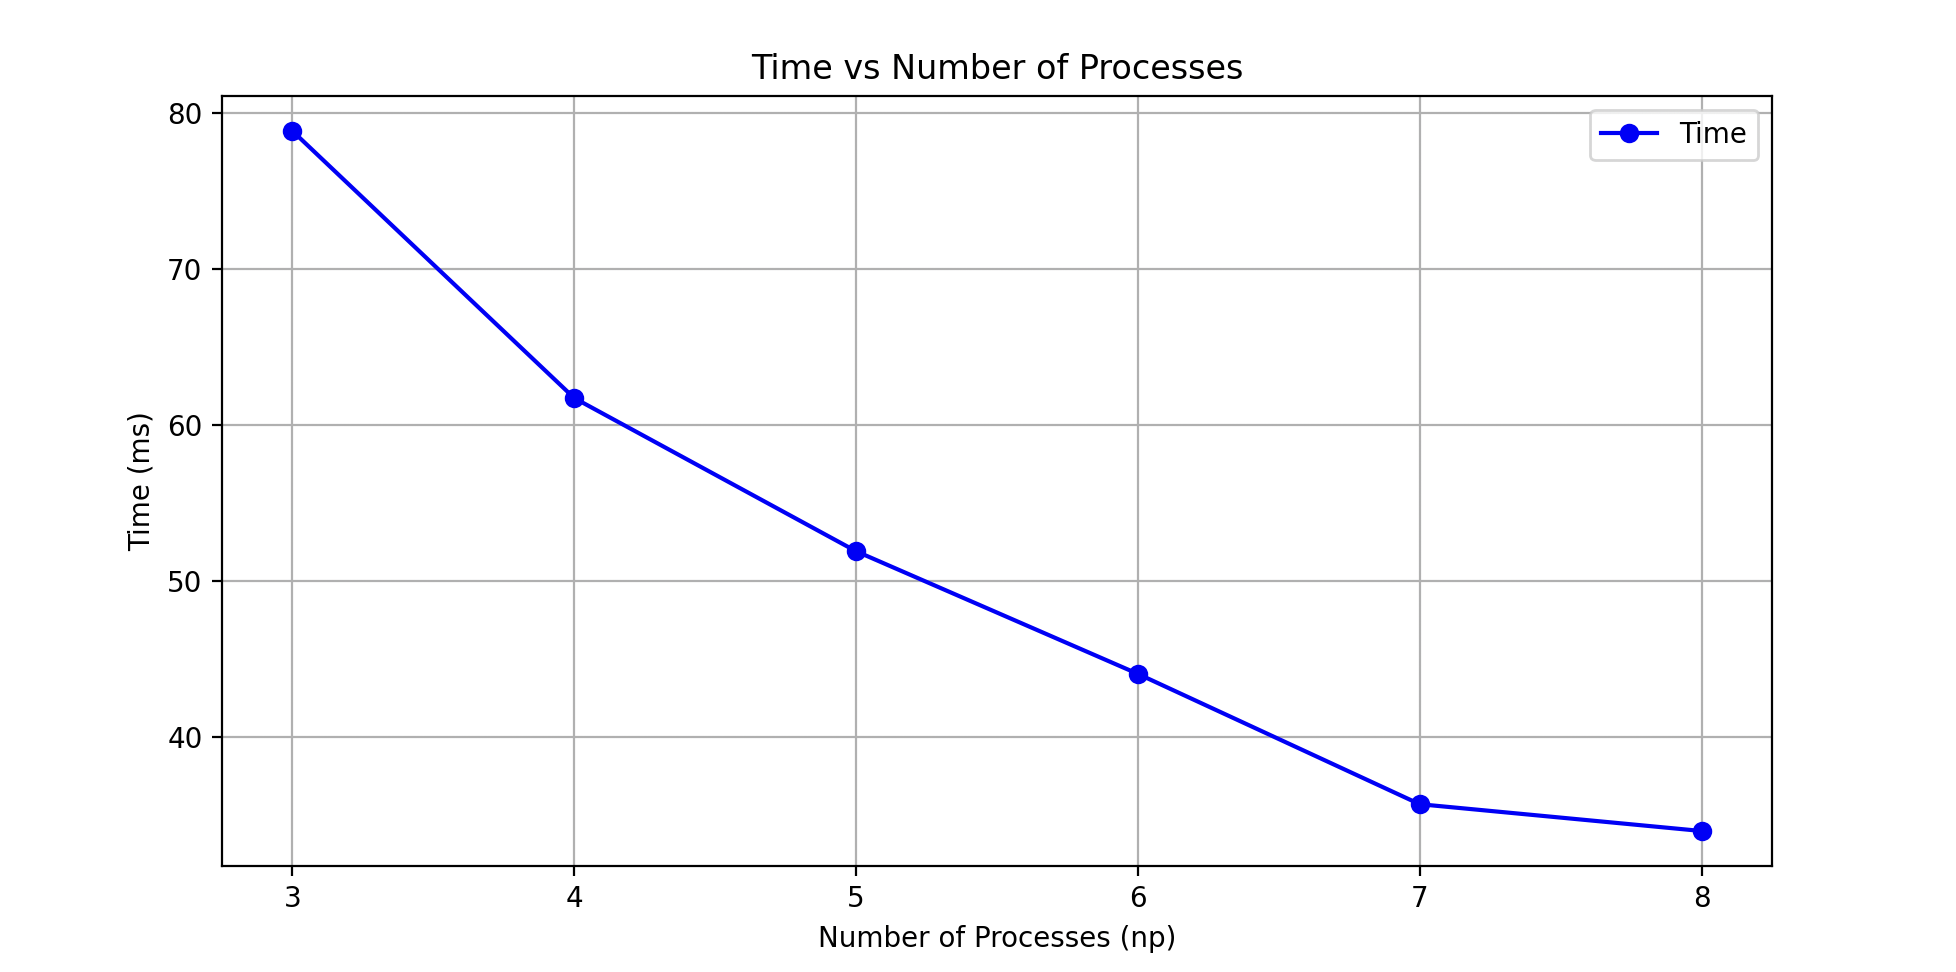 Time vs Number of Processes
Time
80
70
60
50
40
Time (ms)
3 4 5 6 7 8
Number of Processes (np)